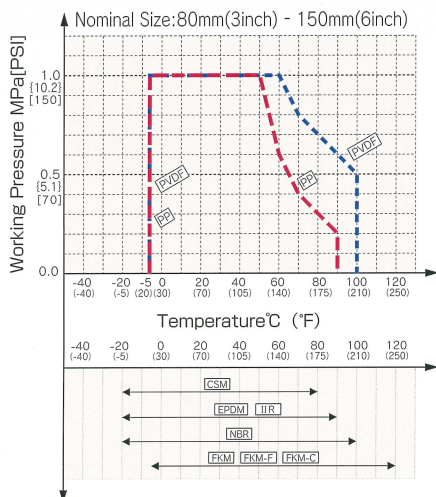 Nominal Size:80mm(3inch) - 150mm(6inch)
Working Pressure MPa[PSI]
1.0
{10.2}
[150]
0.5
{5.1}
[70]
0.0
PVDF
PP
PP
PVDF
-40 -20 -5 0 20 40 60 80 100 120
(-40) (-5) (20) (30) (70) (105) (140) (175) (210) (250)
Temperature℃ (°F)
-40 -20 0 20 40 60 80 100 120
(-40) (-5) (30) (70) (105) (140) (175) (210) (250)
CSM
EPDM IIR
NBR
FKM FKM-F FKM-C